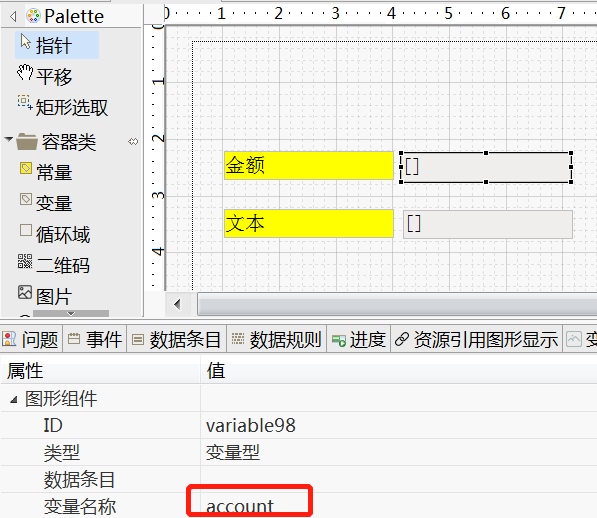 Palette
指针
平移
矩形选取
容器类
常量
变量
循环域
二维码
图片
0 1 2 3 4 5 6 7
0
1
2
3
4
金额 []
文本 []
问题 事件 数据条目 数据规则 进度 资源引用图形显示
属性 值
图形组件
ID variable98
类型 变量型
数据条目
变量名称 account